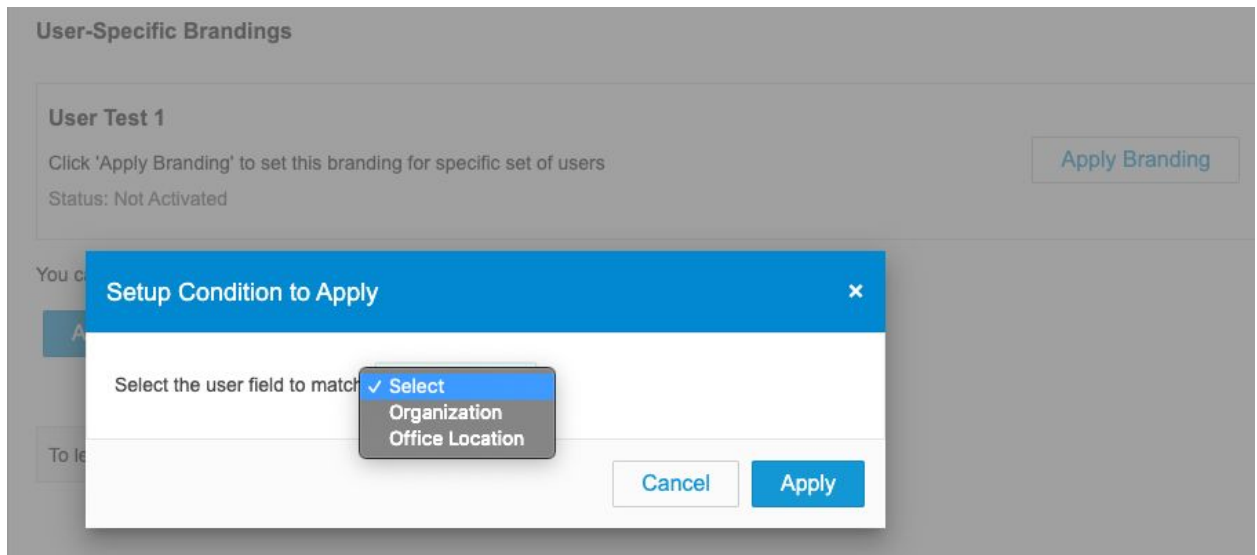 User-Specific Brandings
User Test 1
Click 'Apply Branding' to set this branding for specific set of users
Apply Branding
Status: Not Activated
You
Setup Condition to Apply
×
A
Select the user field to match
✓ Select
Organization
Office Location
To
Cancel
Apply